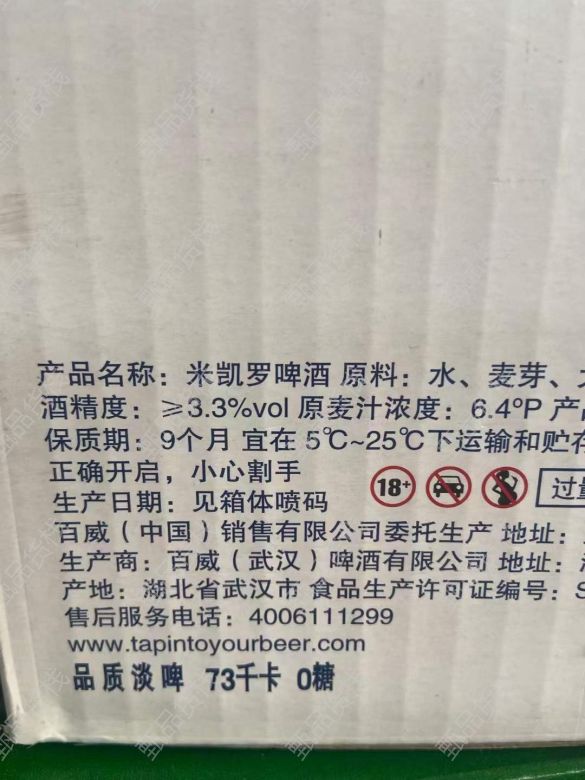 产品名称：米凯罗啤酒 原料：水、麦芽、
酒精度：≥3.3%vol 原麦汁浓度：6.4ºP 产
保质期：9个月 宜在5℃~25℃下运输和贮存
正确开启，小心割手
18+
过量
生产日期：见箱体喷码
百威（中国）销售有限公司委托生产 地址：
生产商：百威（武汉）啤酒有限公司 地址：
产地：湖北省武汉市 食品生产许可证编号：S
售后服务电话：4006111299
www.tapintoyourbeer.com
品质淡啤 73千卡 0糖